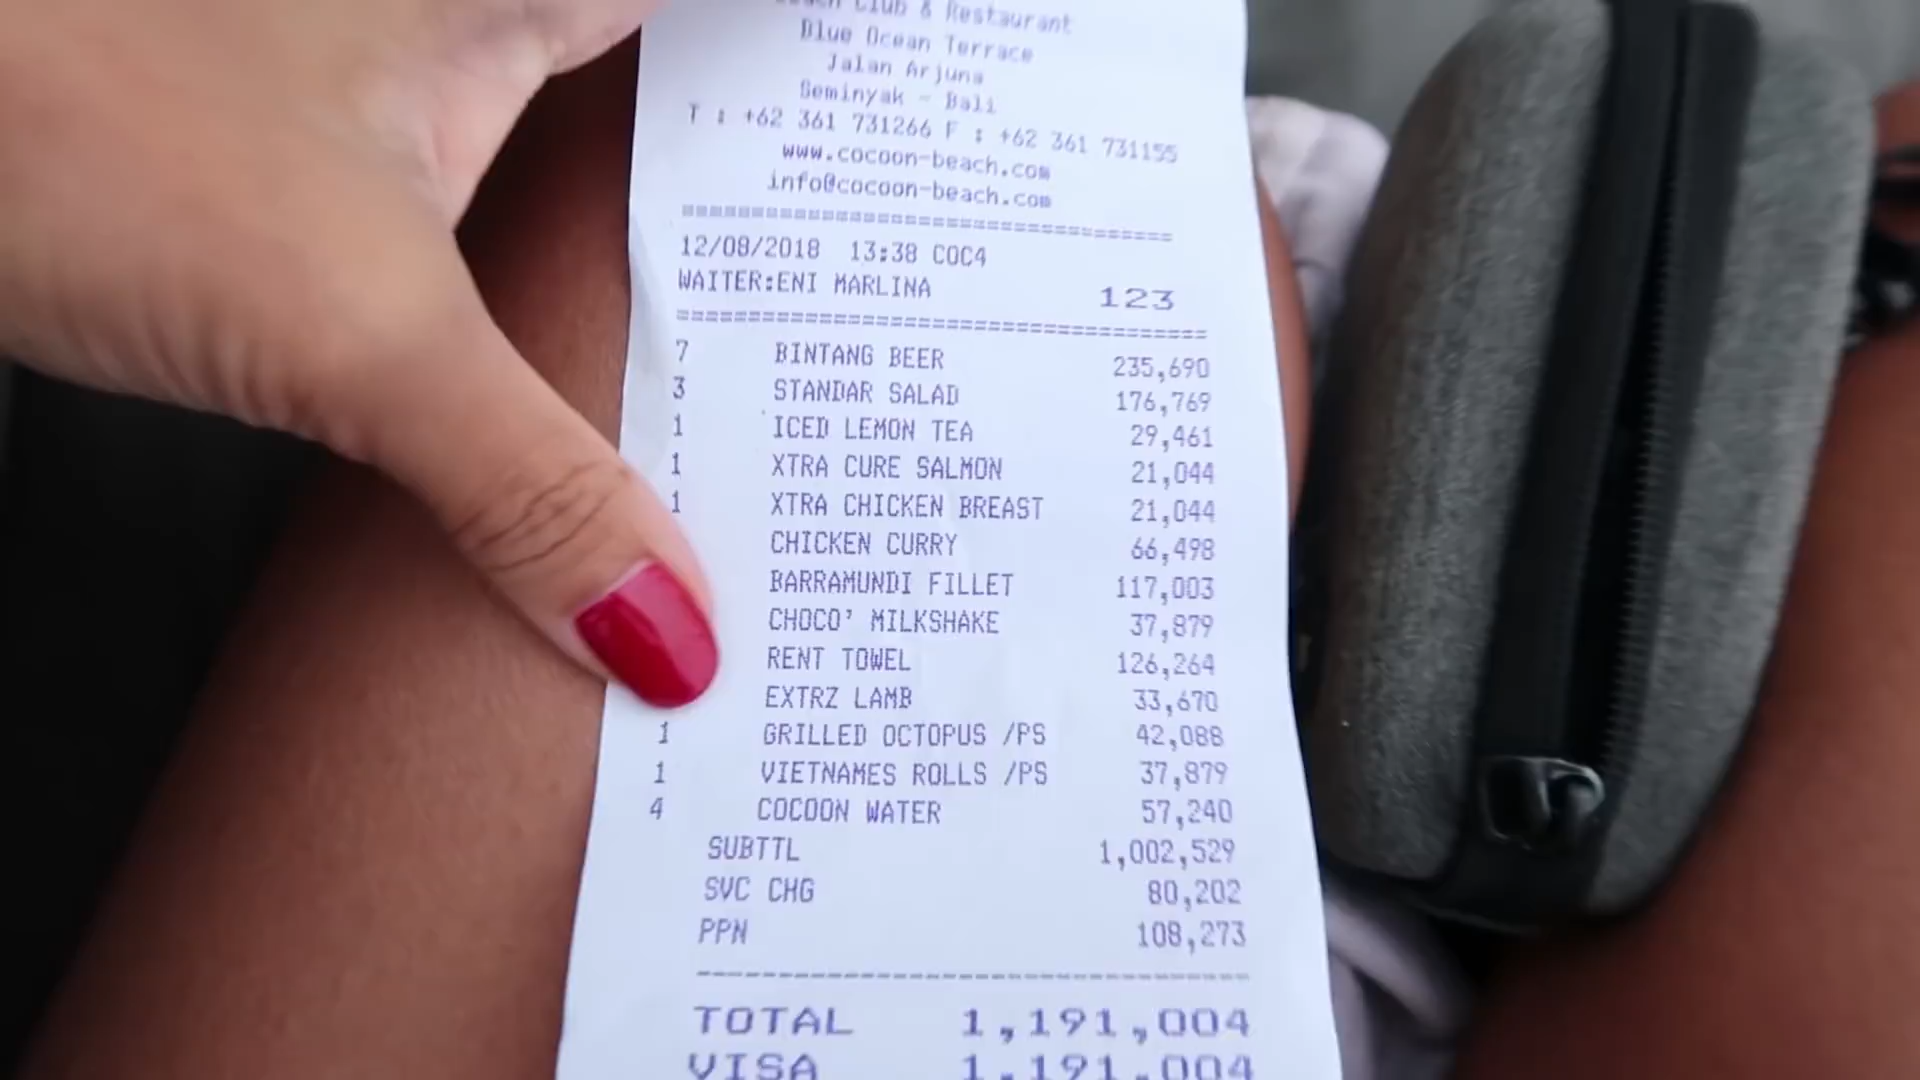 Club & Restaurant
Blue Ocean Terrace
Jalan Arjuna
Seminyak - Bali
T : +62 361 731266 F : +62 361 731155
www.cocoon-beach.com
info@cocoon-beach.com
==================================
12/08/2018 13:38 COC4
WAITER:ENI MARLINA 123
=====================================
7 BINTANG BEER 235,690
3 STANDAR SALAD 176,769
1 ICED LEMON TEA 29,461
1 XTRA CURE SALMON 21,044
1 XTRA CHICKEN BREAST 21,044
CHICKEN CURRY 66,498
BARRAMUNDI FILLET 117,003
CHOCO' MILKSHAKE 37,879
RENT TOWEL 126,264
EXTRZ LAMB 33,670
1 GRILLED OCTOPUS /PS 42,088
1 VIETNAMES ROLLS /PS 37,879
4 COCOON WATER 57,240
SUBTTL 1,002,529
SVC CHG 80,202
PPN 108,273
--------------------------------------
TOTAL 1,191,004
VISA 1,191,004